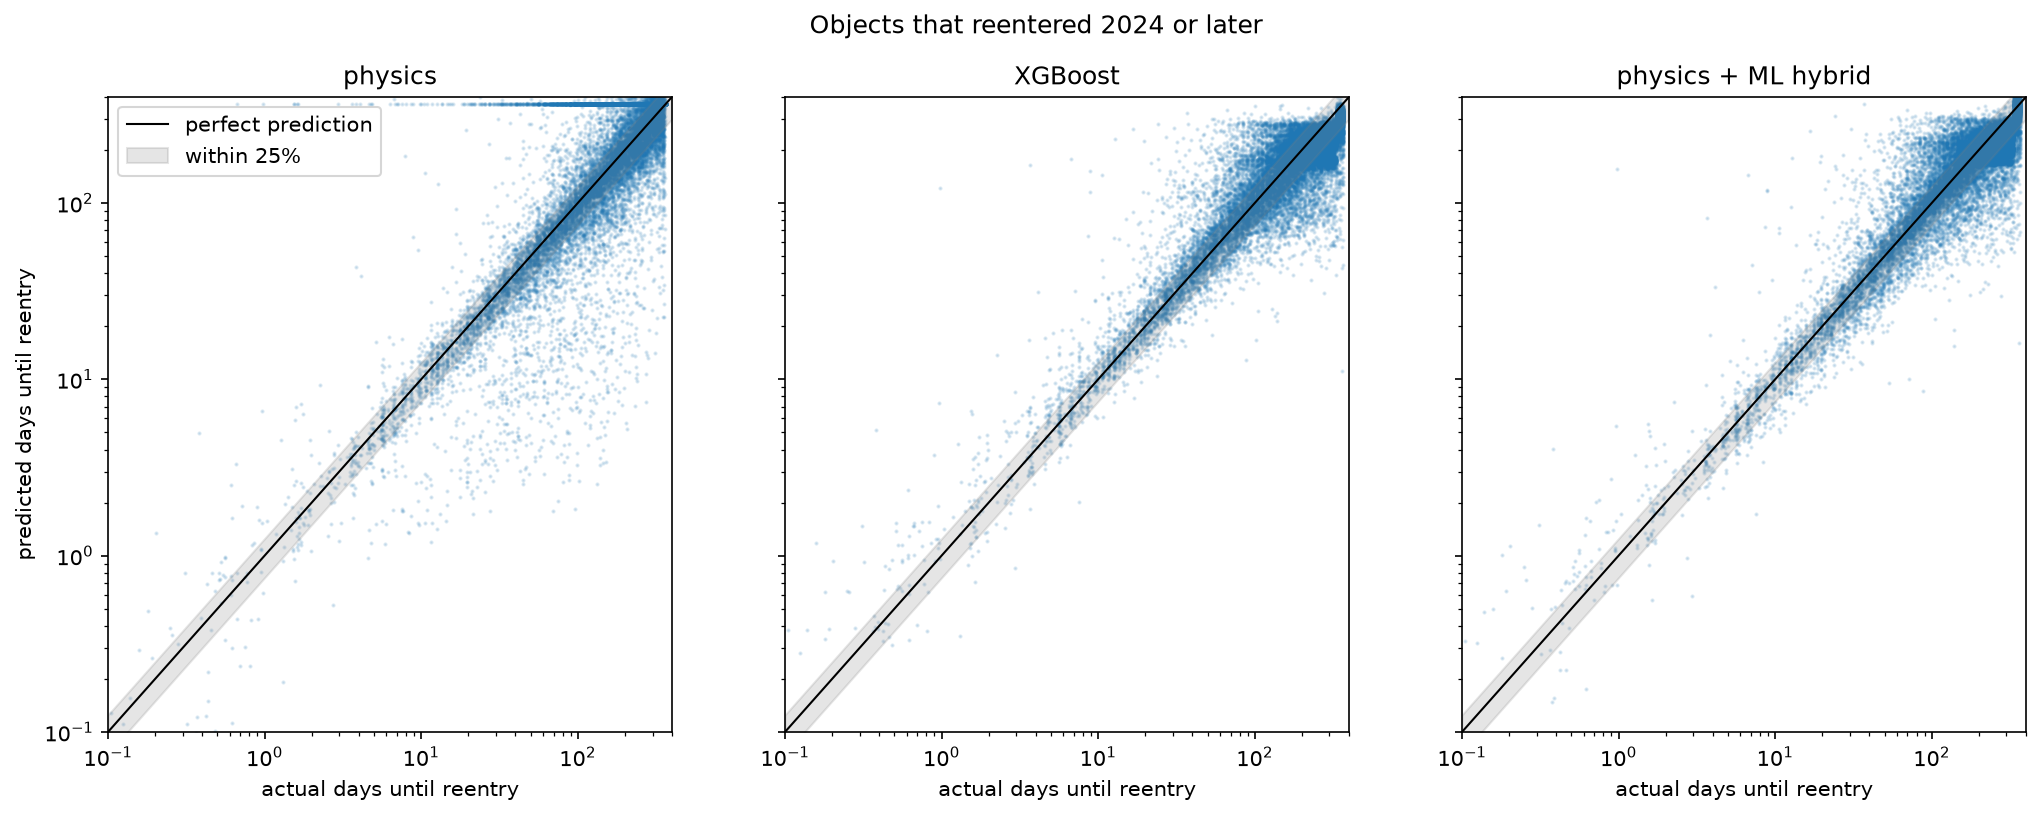 Objects that reentered 2024 or later
physics
XGBoost
physics + ML hybrid
perfect prediction
within 25%
predicted days until reentry
10²
10¹
10⁰
10⁻¹
10⁻¹ 10⁰ 10¹ 10²
10⁻¹ 10⁰ 10¹ 10²
10⁻¹ 10⁰ 10¹ 10²
actual days until reentry
actual days until reentry
actual days until reentry